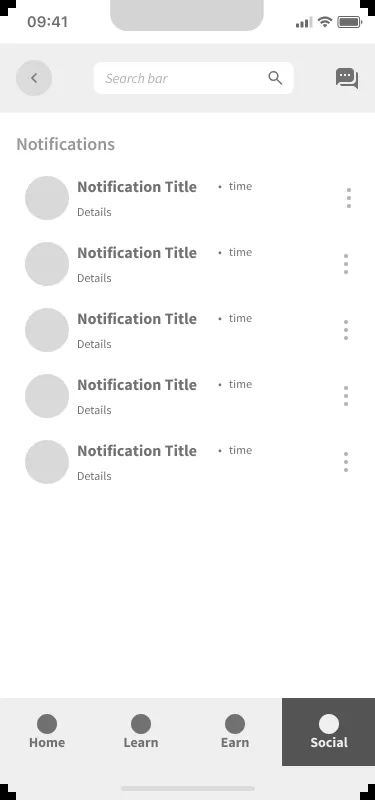 09:41
Search bar
Notifications
Notification Title • time
Details
Notification Title • time
Details
Notification Title • time
Details
Notification Title • time
Details
Notification Title • time
Details
Home Learn Earn Social